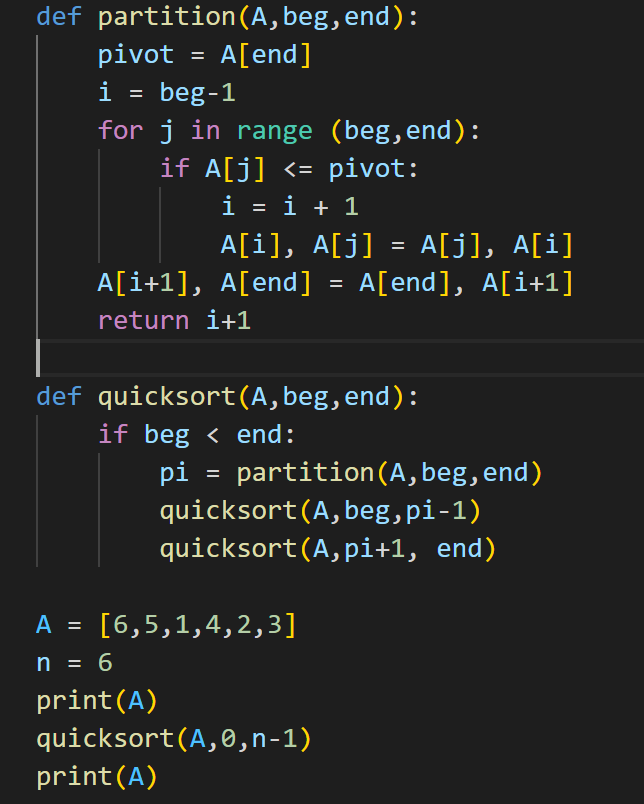 def partition(A,beg,end):
    pivot = A[end]
    i = beg-1
    for j in range (beg,end):
        if A[j] <= pivot:
            i = i + 1
            A[i], A[j] = A[j], A[i]
    A[i+1], A[end] = A[end], A[i+1]
    return i+1

def quicksort(A,beg,end):
    if beg < end:
        pi = partition(A,beg,end)
        quicksort(A,beg,pi-1)
        quicksort(A,pi+1, end)

A = [6,5,1,4,2,3]
n = 6
print(A)
quicksort(A,0,n-1)
print(A)